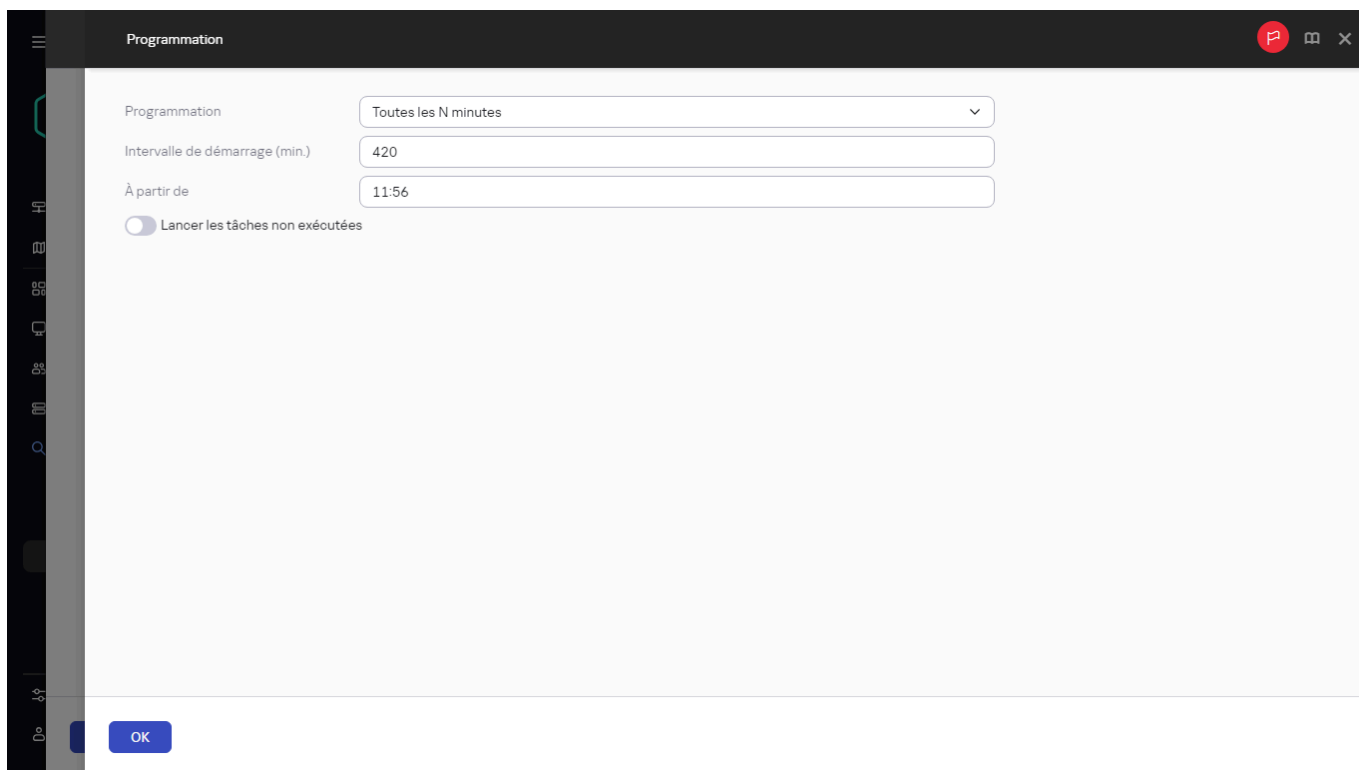 Programmation
Programmation
Toutes les N minutes
Intervalle de démarrage (min.)
420
À partir de
11:56
Lancer les tâches non exécutées
OK